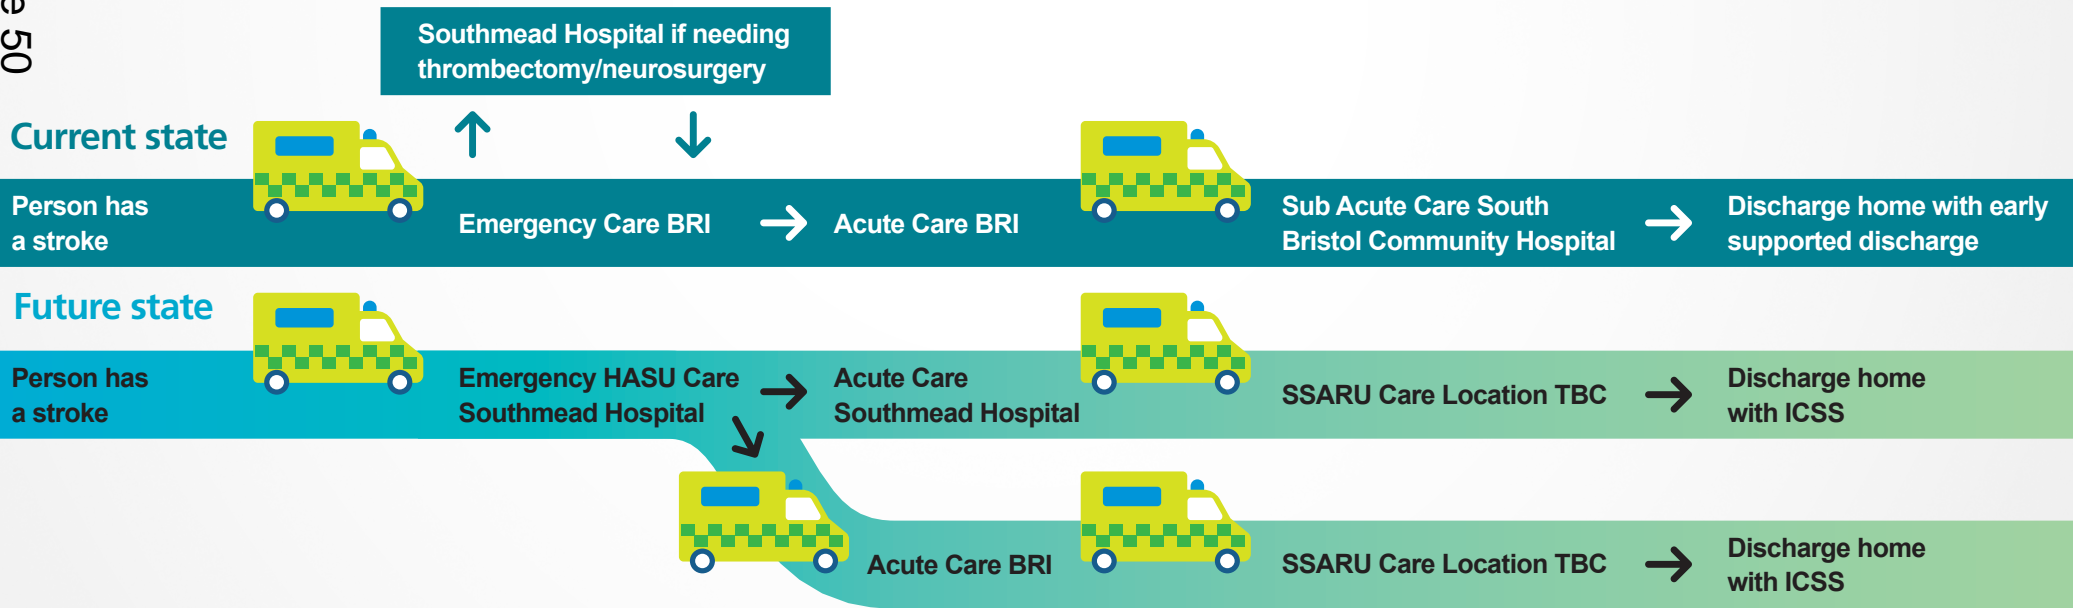 e 50
Southmead Hospital if needing
thrombectomy/neurosurgery
Current state
Person has
a stroke
Emergency Care BRI
Acute Care BRI
Sub Acute Care South
Bristol Community Hospital
Discharge home with early
supported discharge
Future state
Person has
a stroke
Emergency HASU Care
Southmead Hospital
Acute Care
Southmead Hospital
SSARU Care Location TBC
Discharge home
with ICSS
Acute Care BRI
SSARU Care Location TBC
Discharge home
with ICSS